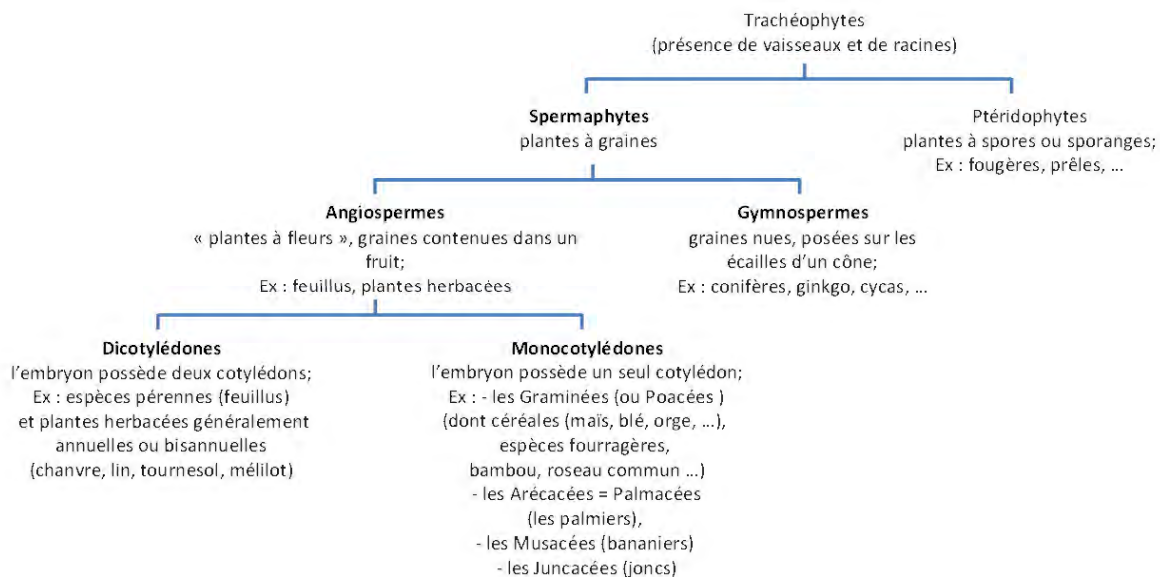 Trachéophytes
(présence de vaisseaux et de racines)
Spermaphytes
plantes à graines
Ptéridophytes
plantes à spores ou sporanges;
Ex : fougères, prêles, ...
Angiospermes
« plantes à fleurs », graines contenues dans un
fruit;
Ex : feuillus, plantes herbacées
Gymnospermes
graines nues, posées sur les
écailles d'un cône;
Ex : conifères, ginkgo, cycas, ...
Dicotylédones
l'embryon possède deux cotylédons;
Ex : espèces pérennes (feuillus)
et plantes herbacées généralement
annuelles ou bisannuelles
(chanvre, lin, tournesol, mélilot)
Monocotylédones
l'embryon possède un seul cotylédon;
Ex : - les Graminées (ou Poacées )
(dont céréales (maïs, blé, orge, ...),
espèces fourragères,
bambou, roseau commun ...)
- les Arécacées = Palmacées
(les palmiers),
- les Musacées (bananiers)
- les Juncacées (joncs)